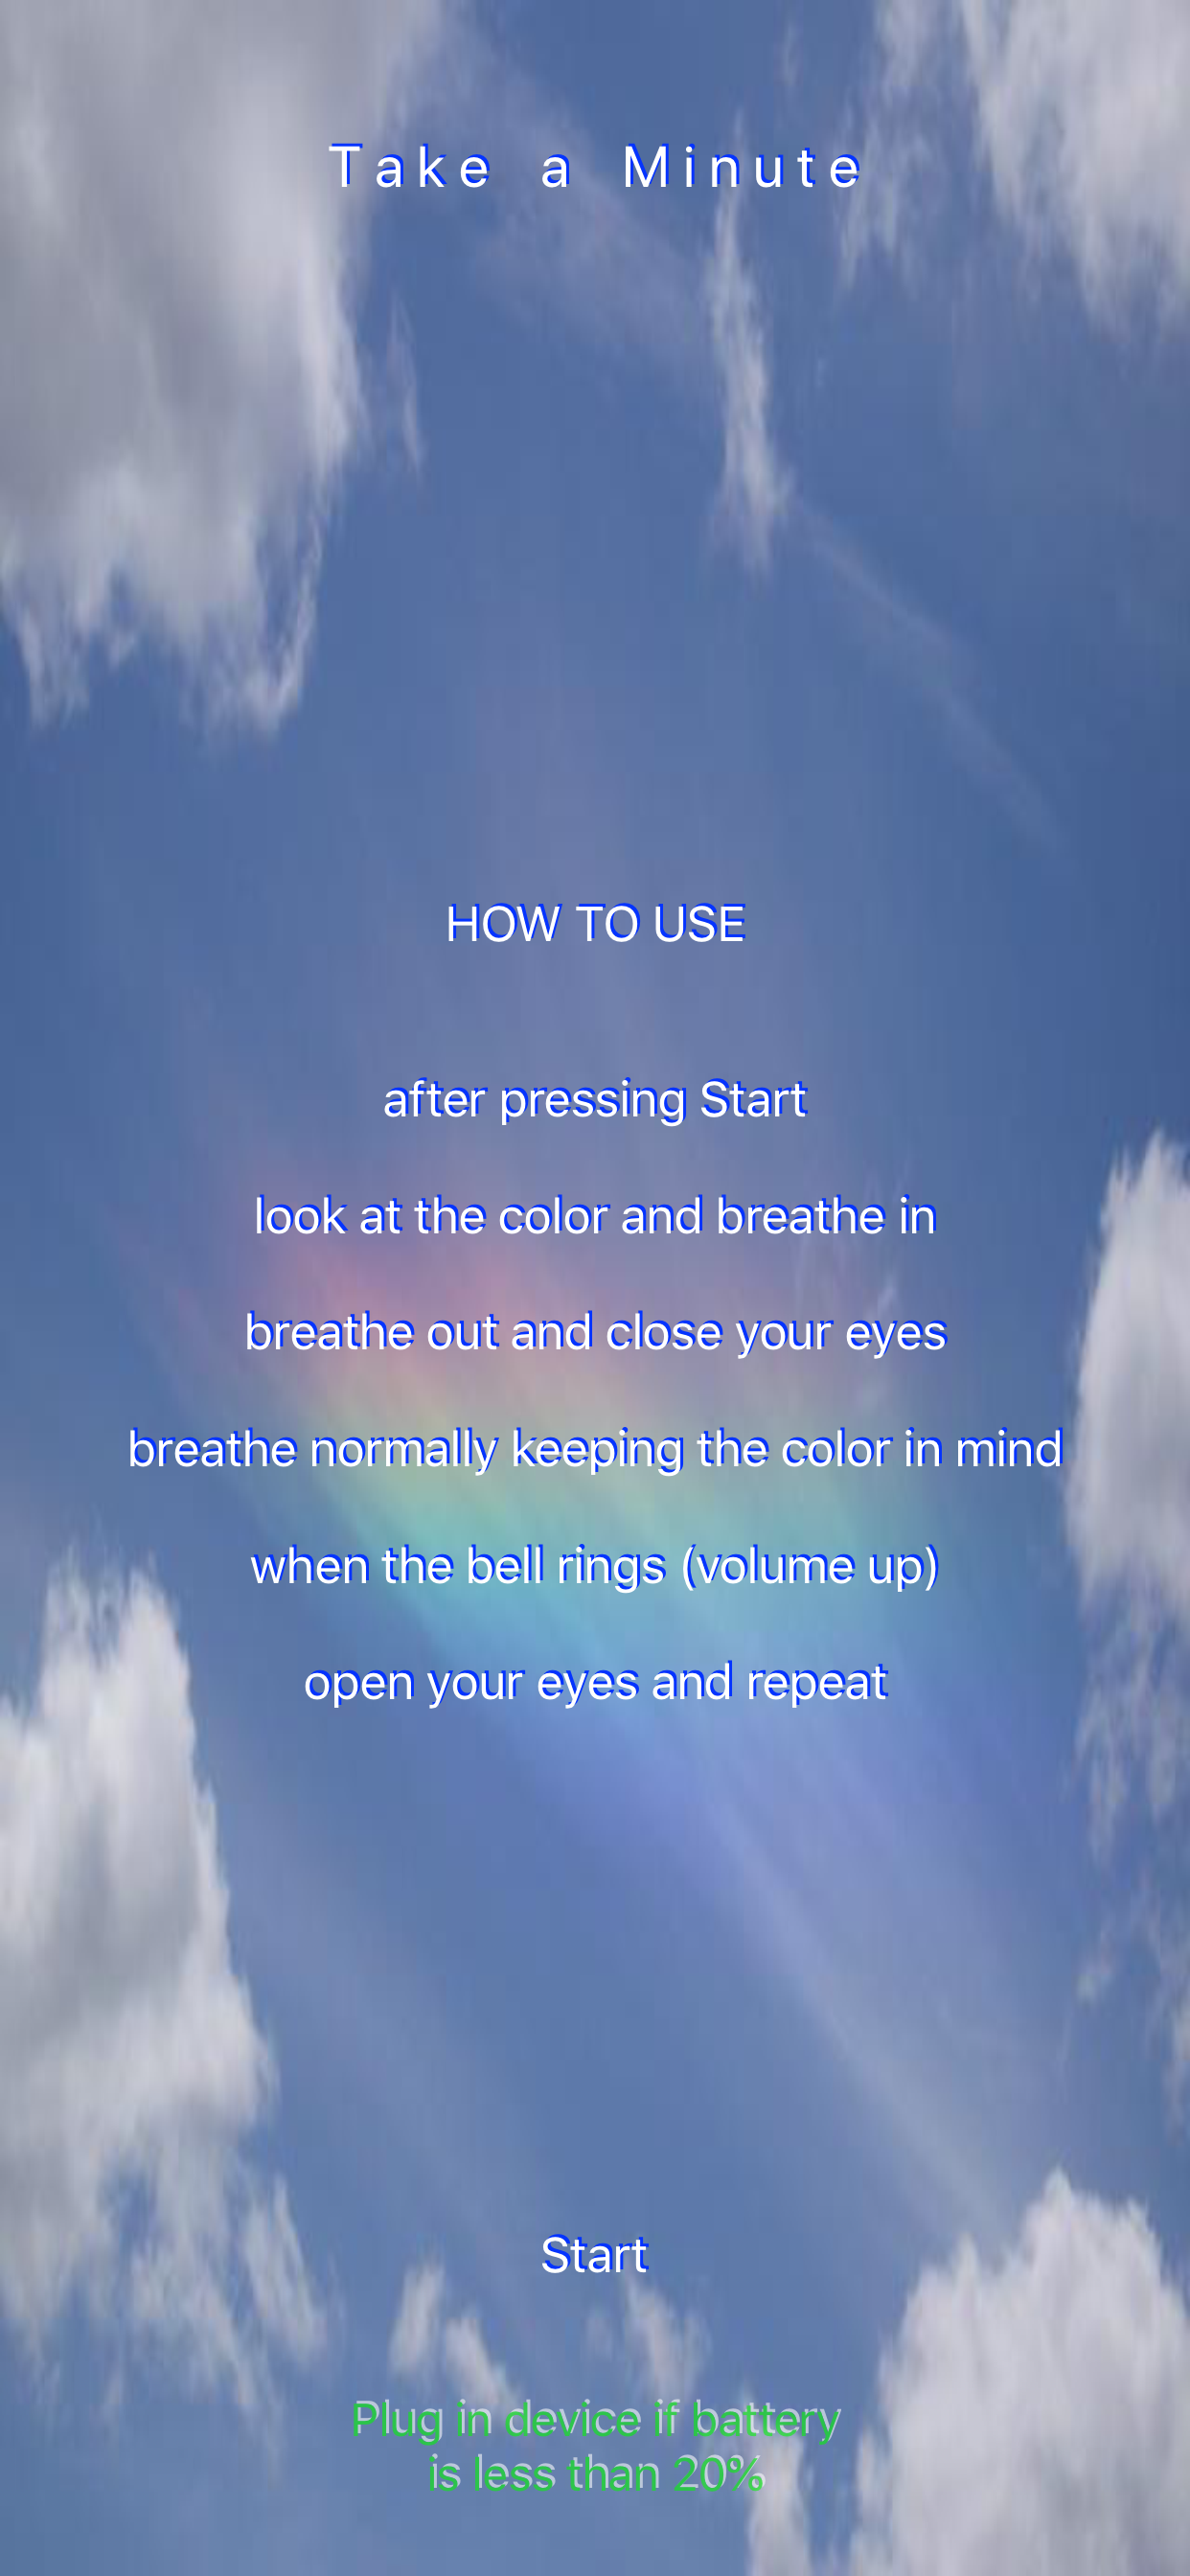 Take a Minute
HOW TO USE
after pressing Start
look at the color and breathe in
breathe out and close your eyes
breathe normally keeping the color in mind
when the bell rings (volume up)
open your eyes and repeat
Start
Plug in device if battery
is less than 20%